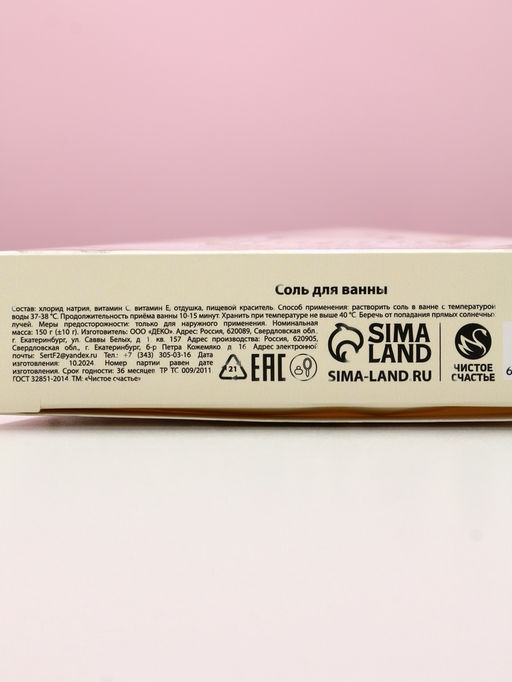 Соль для ванны
Состав: хлорид натрия, витамин С, витамин Е, отдушка, пищевой краситель. Способ применения: растворить соль в ванне с температурой
воды 37-38 °С. Продолжительность приёма ванны 10-15 минут. Хранить при температуре не выше 40 °С. Беречь от попадания прямых солнечных
лучей. Меры предосторожности: только для наружного применения. Номинальная
масса: 150 г (±10 г). Изготовитель: ООО «ДЕКО». Адрес: Россия, 620089, Свердловская обл.
г. Екатеринбург, ул. Саввы Белых, д 1 кв. 157 Адрес производства: Россия, 620905,
Свердловская обл., г. Екатеринбург, б-р Петра Кожемяко д 16 Адрес электронной
почты: SertF2@yandex.ru Тел.: +7 (343) 305-03-16 Дата
изготовления: 10.2024 Номер партии равен дате
изготовления. Срок годности: 36 месяцев ТР ТС 009/2011
ГОСТ 32851-2014 ТМ: «Чистое счастье»
21
EAC
SIMA
LAND
SIMA-LAND.RU
ЧИСТОЕ
СЧАСТЬЕ
6